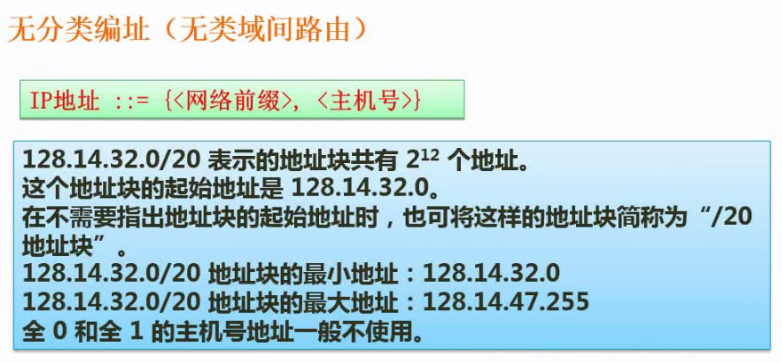 无分类编址（无类域间路由）
IP地址 ::= {<网络前缀>, <主机号>}
128.14.32.0/20 表示的地址块共有 2¹² 个地址。
这个地址块的起始地址是 128.14.32.0。
在不需要指出地址块的起始地址时，也可将这样的地址块简称为“/20
地址块”。
128.14.32.0/20 地址块的最小地址：128.14.32.0
128.14.32.0/20 地址块的最大地址：128.14.47.255
全 0 和全 1 的主机号地址一般不使用。